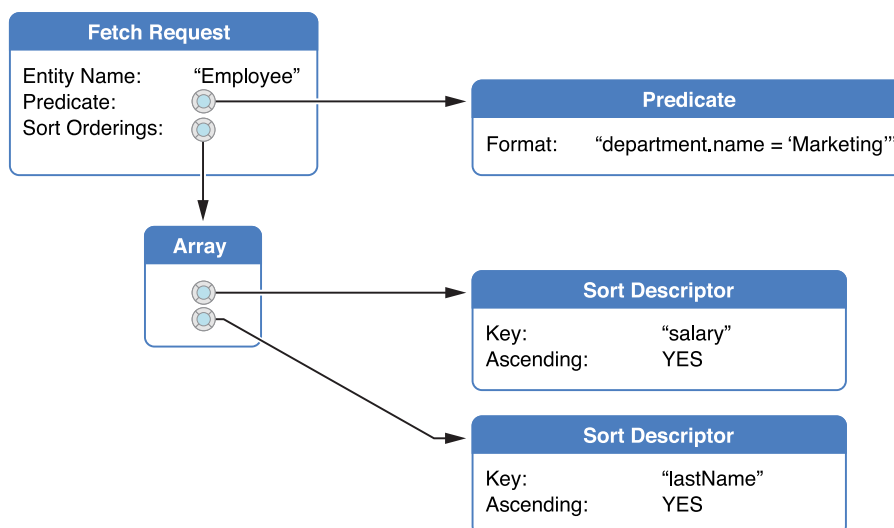 Fetch Request
Entity Name: “Employee”
Predicate:
Sort Orderings:
Predicate
Format: “department.name = ‘Marketing’”
Array
Sort Descriptor
Key: “salary”
Ascending: YES
Sort Descriptor
Key: “lastName”
Ascending: YES